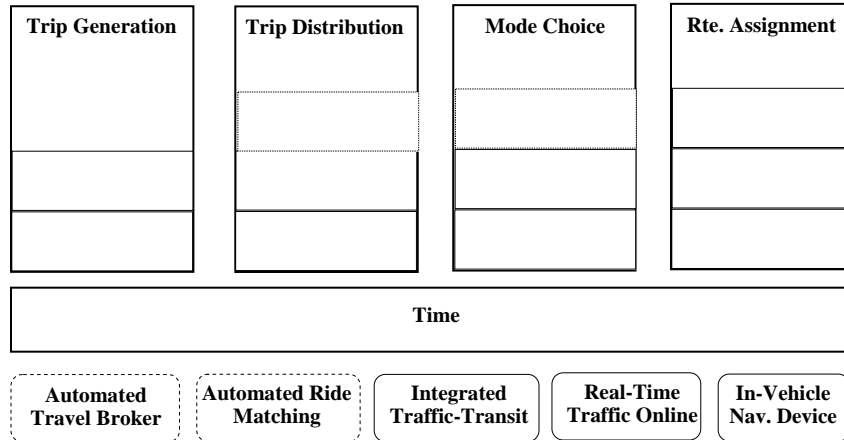 Trip Generation
Trip Distribution
Mode Choice
Rte. Assignment
Time
Automated
Travel Broker
Automated Ride
Matching
Integrated
Traffic-Transit
Real-Time
Traffic Online
In-Vehicle
Nav. Device